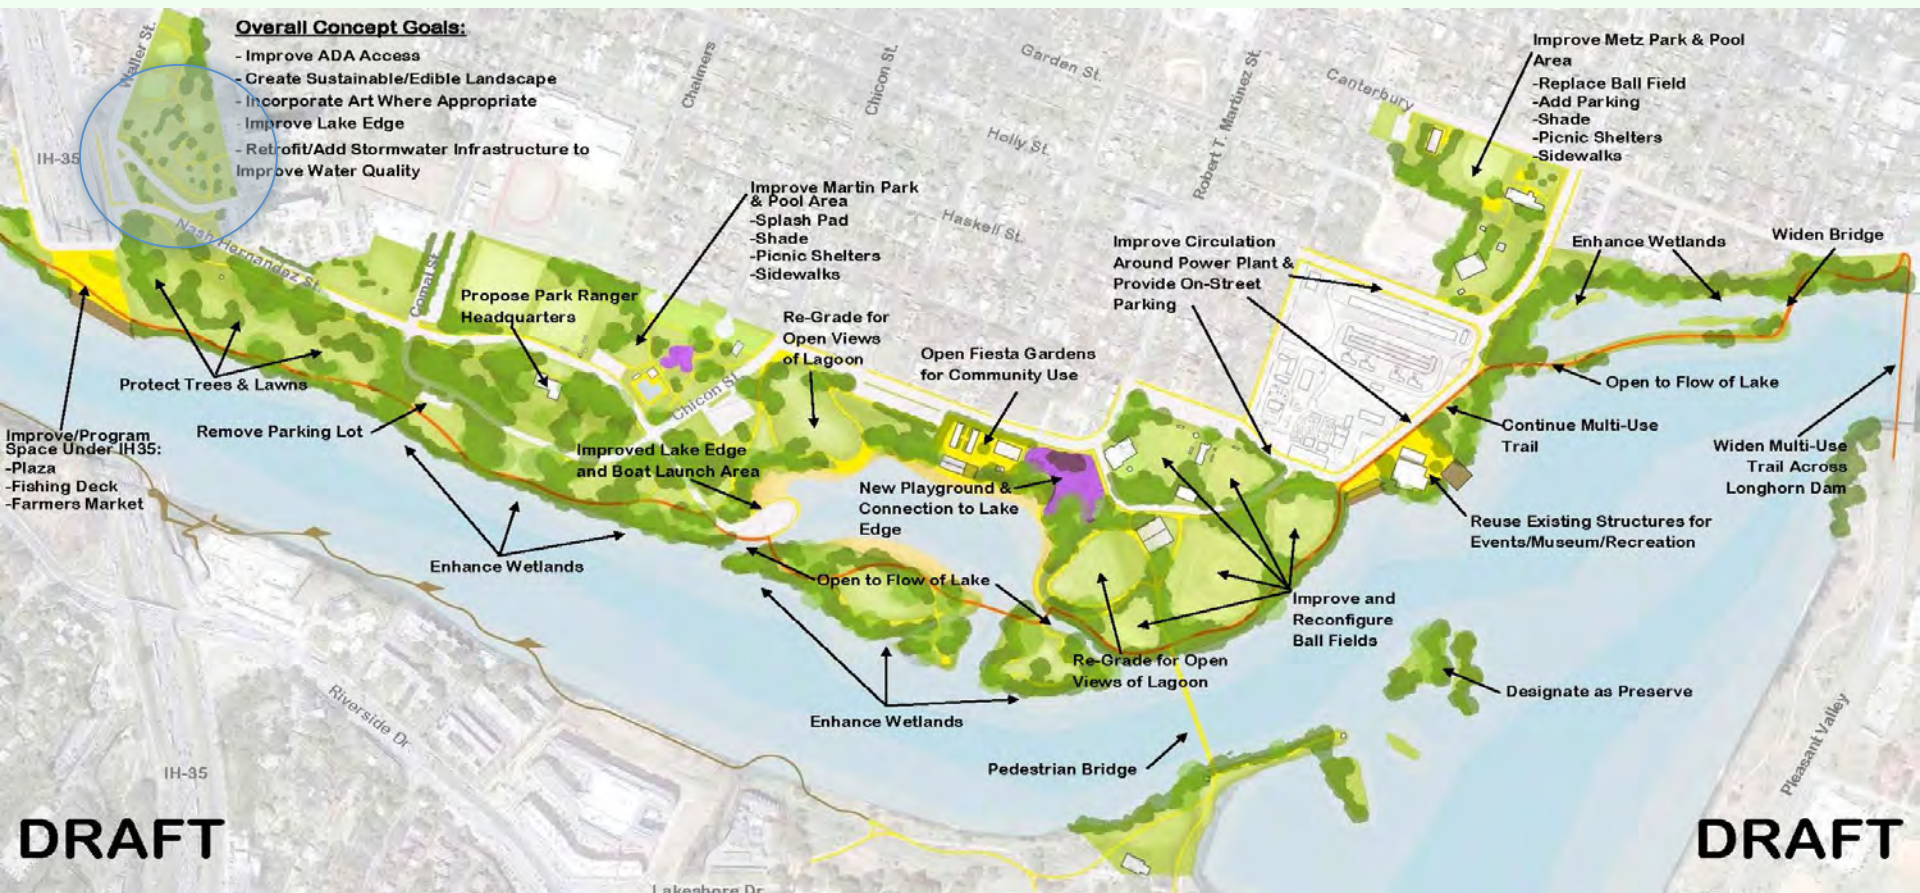 Overall Concept Goals:
- Improve ADA Access
- Create Sustainable/Edible Landscape
- Incorporate Art Where Appropriate
- Improve Lake Edge
- Retrofit/Add Stormwater Infrastructure to
Improve Water Quality
Waller St.
IH-35
Chalmers
Chicon St.
Garden St.
Holly St.
Haskell St.
Robert T. Martinez St.
Canterbury
Improve Metz Park & Pool
Area
-Replace Ball Field
-Add Parking
-Shade
-Picnic Shelters
-Sidewalks
Nash Hernandez St.
Comal St.
Improve Martin Park
& Pool Area
-Splash Pad
-Shade
-Picnic Shelters
-Sidewalks
Improve Circulation
Around Power Plant &
Provide On-Street
Parking
Enhance Wetlands
Widen Bridge
Propose Park Ranger
Headquarters
Re-Grade for
Open Views
of Lagoon
Open Fiesta Gardens
for Community Use
Chicon St.
Protect Trees & Lawns
Open to Flow of Lake
Remove Parking Lot
Improve/Program
Space Under IH35:
-Plaza
-Fishing Deck
-Farmers Market
Improved Lake Edge
and Boat Launch Area
New Playground &
Connection to Lake
Edge
Continue Multi-Use
Trail
Widen Multi-Use
Trail Across
Longhorn Dam
Reuse Existing Structures for
Events/Museum/Recreation
Enhance Wetlands
Open to Flow of Lake
Improve and
Reconfigure
Ball Fields
Re-Grade for Open
Views of Lagoon
Designate as Preserve
Enhance Wetlands
Riverside Dr
Pedestrian Bridge
Pleasant Valley
IH-35
DRAFT
DRAFT
Lakeshore Dr